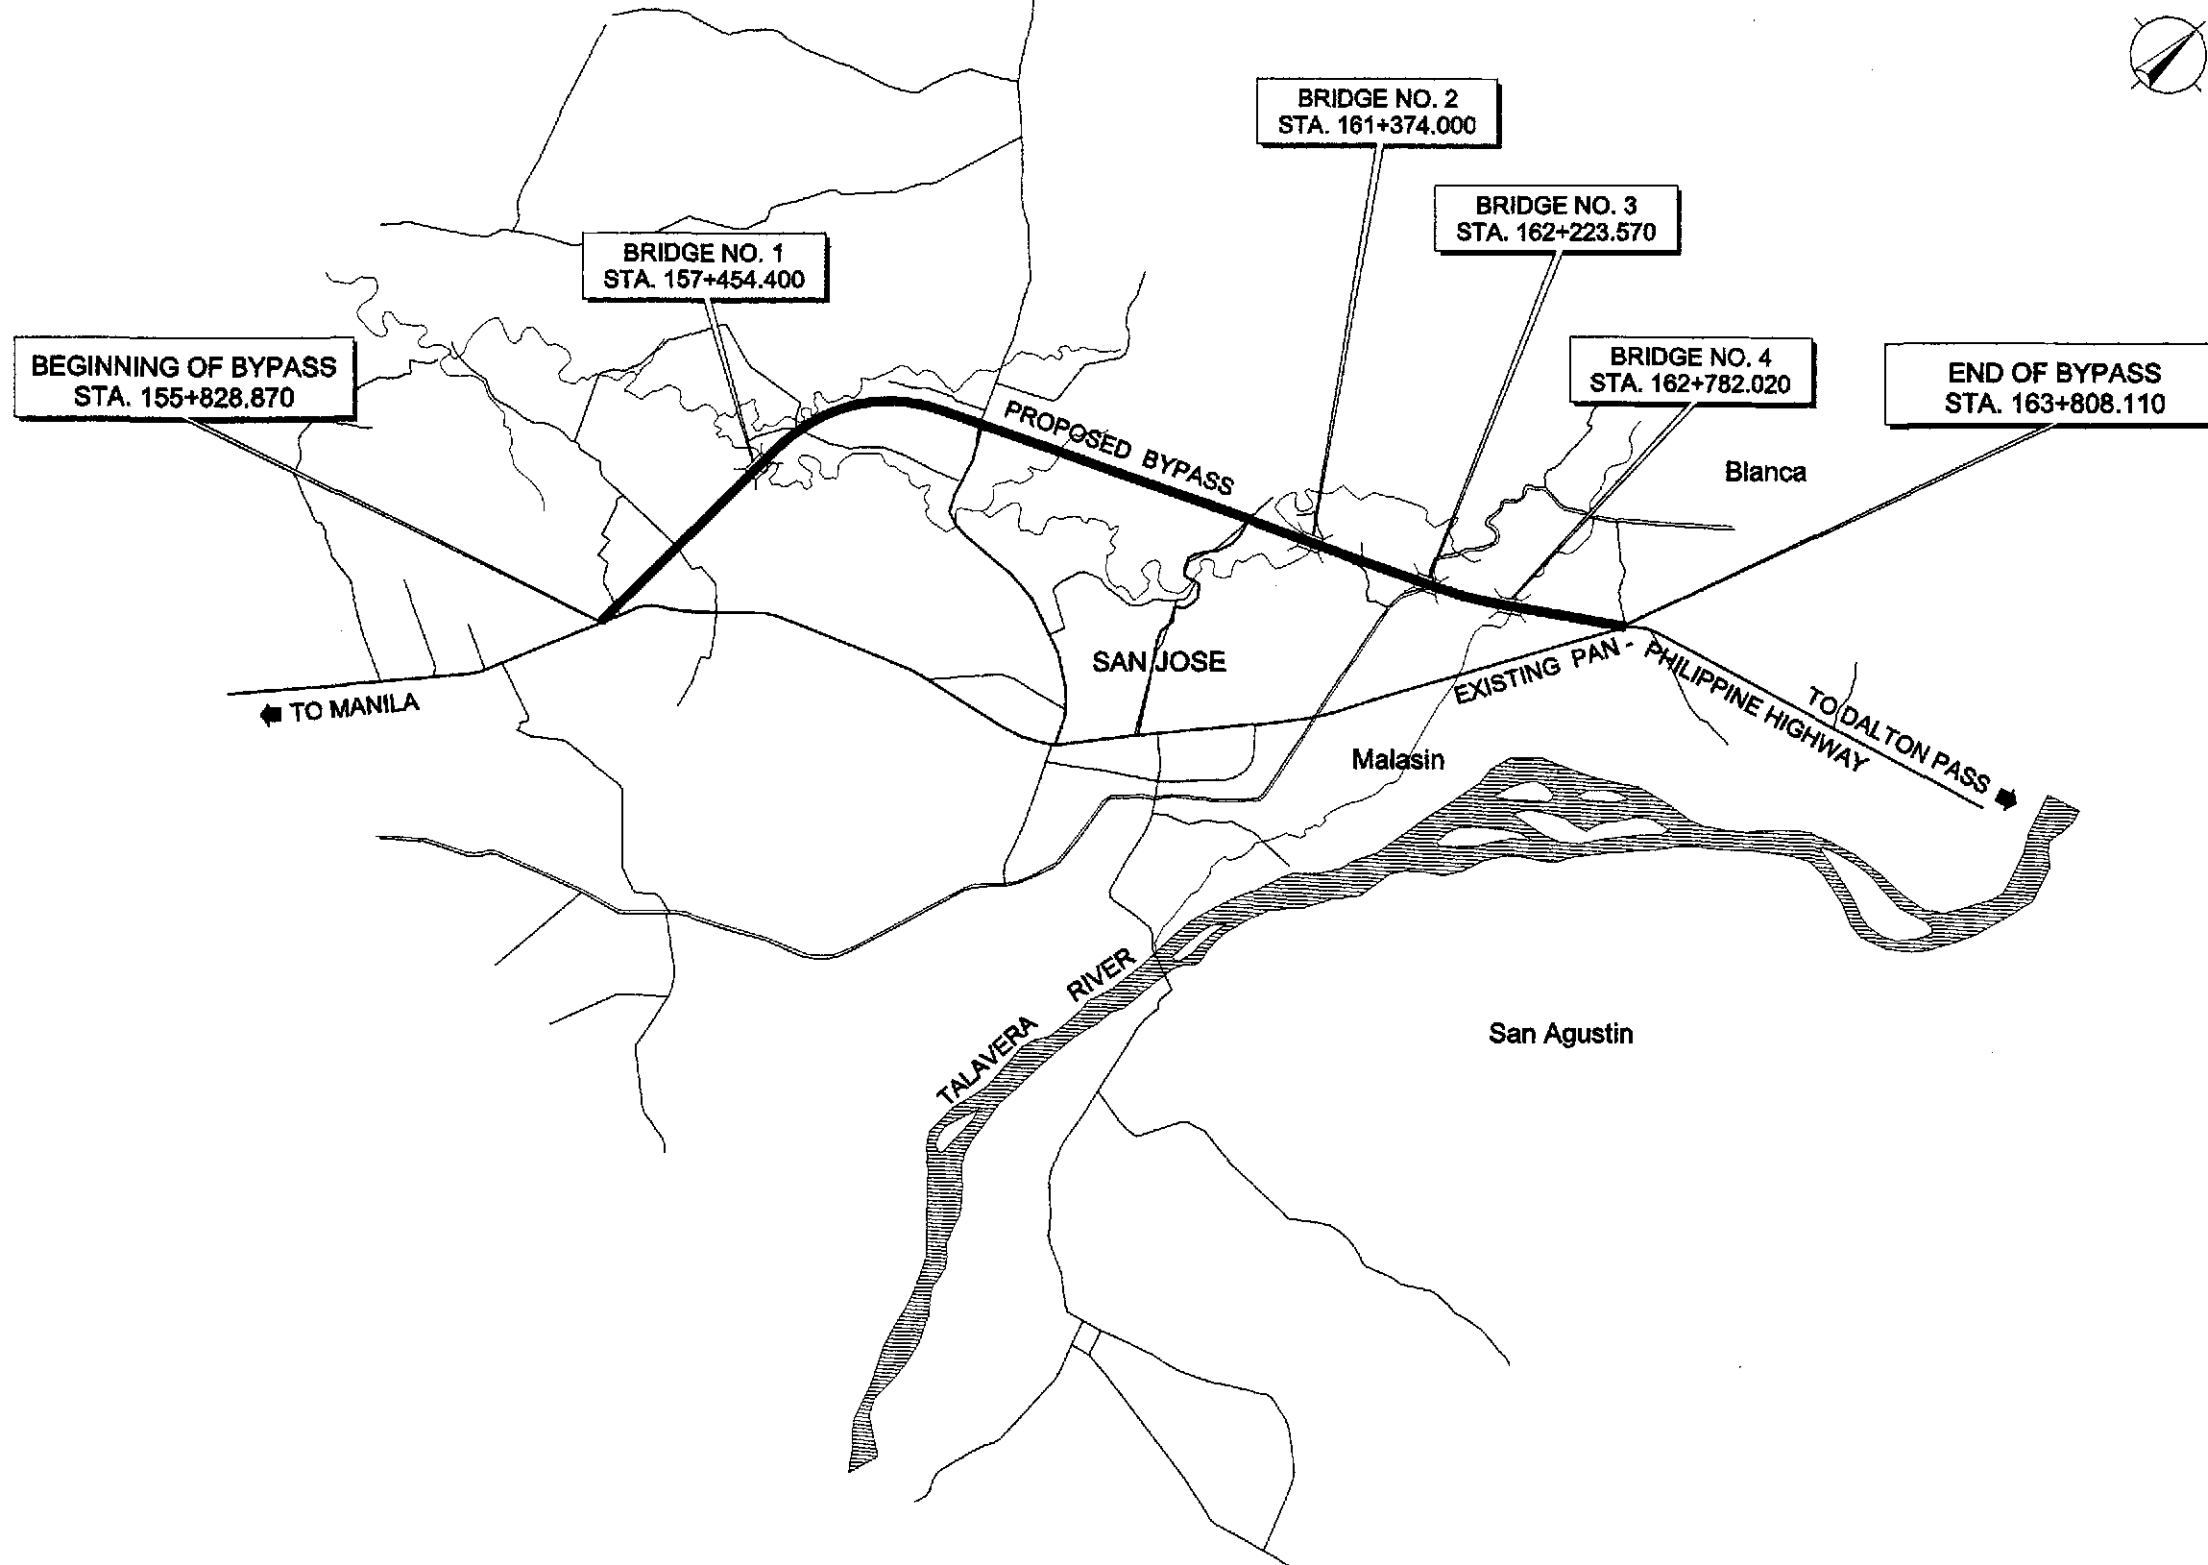 BRIDGE NO. 2
STA. 161+374.000
BRIDGE NO. 3
STA. 162+223.570
BRIDGE NO. 1
STA. 157+454.400
BEGINNING OF BYPASS
STA. 155+828.870
BRIDGE NO. 4
STA. 162+782.020
END OF BYPASS
STA. 163+808.110
PROPOSED BYPASS
Blanca
SAN JOSE
EXISTING PAN - PHILIPPINE HIGHWAY
TO MANILA
TO DALTON PASS
Malasin
TALAVERA RIVER
San Agustin